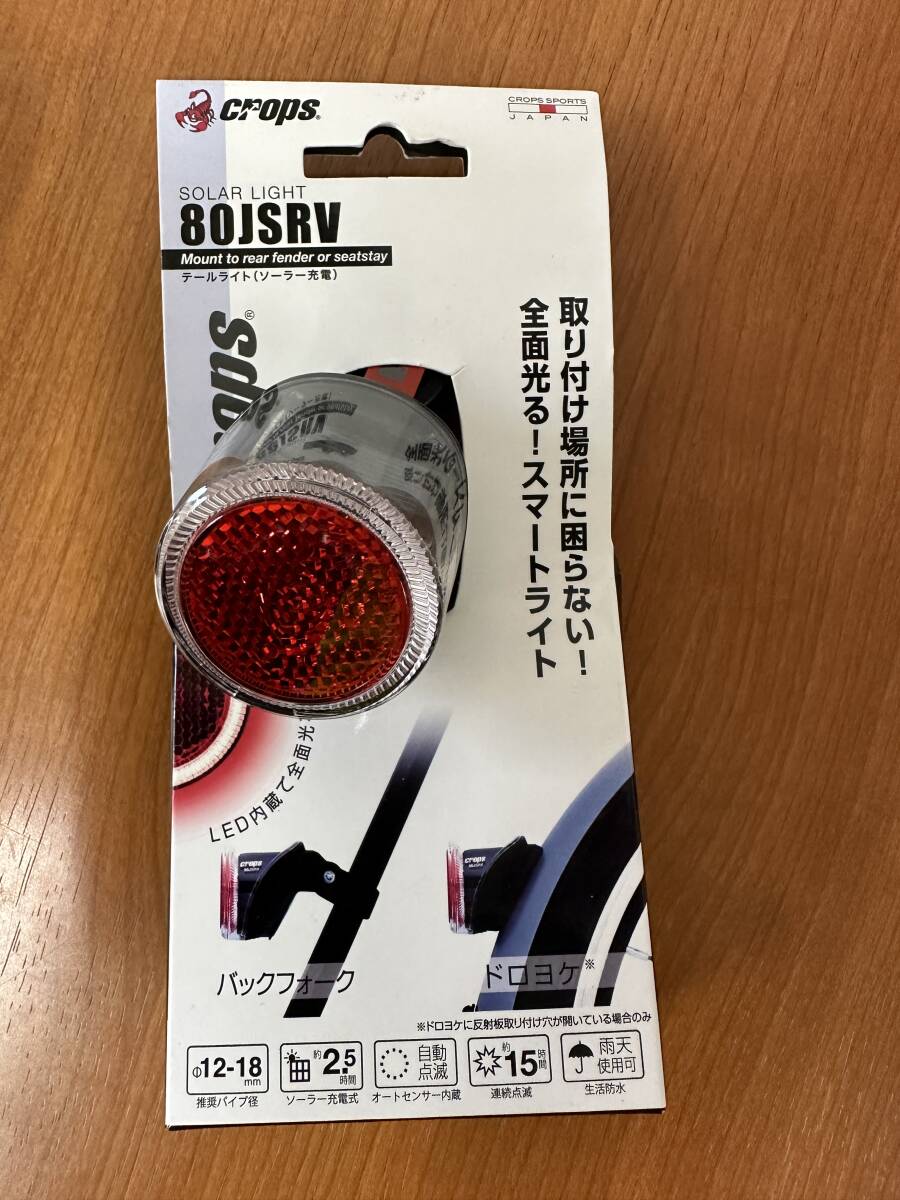 crops®
CROPS SPORTS
JAPAN
SOLAR LIGHT
80JSRV
Mount to rear fender or seatstay
テールライト(ソーラー充電)
取り付け場所に困らない!
全面光る!スマートライト
LED内蔵で全面光
crops
crops
バックフォーク
ドロヨケ※
※ドロヨケに反射板取り付け穴が開いている場合のみ
φ12-18mm
推奨パイプ径
約2.5時間
ソーラー充電式
自動点滅
オートセンサー内蔵
約15時間
連続点滅
雨天使用可
生活防水